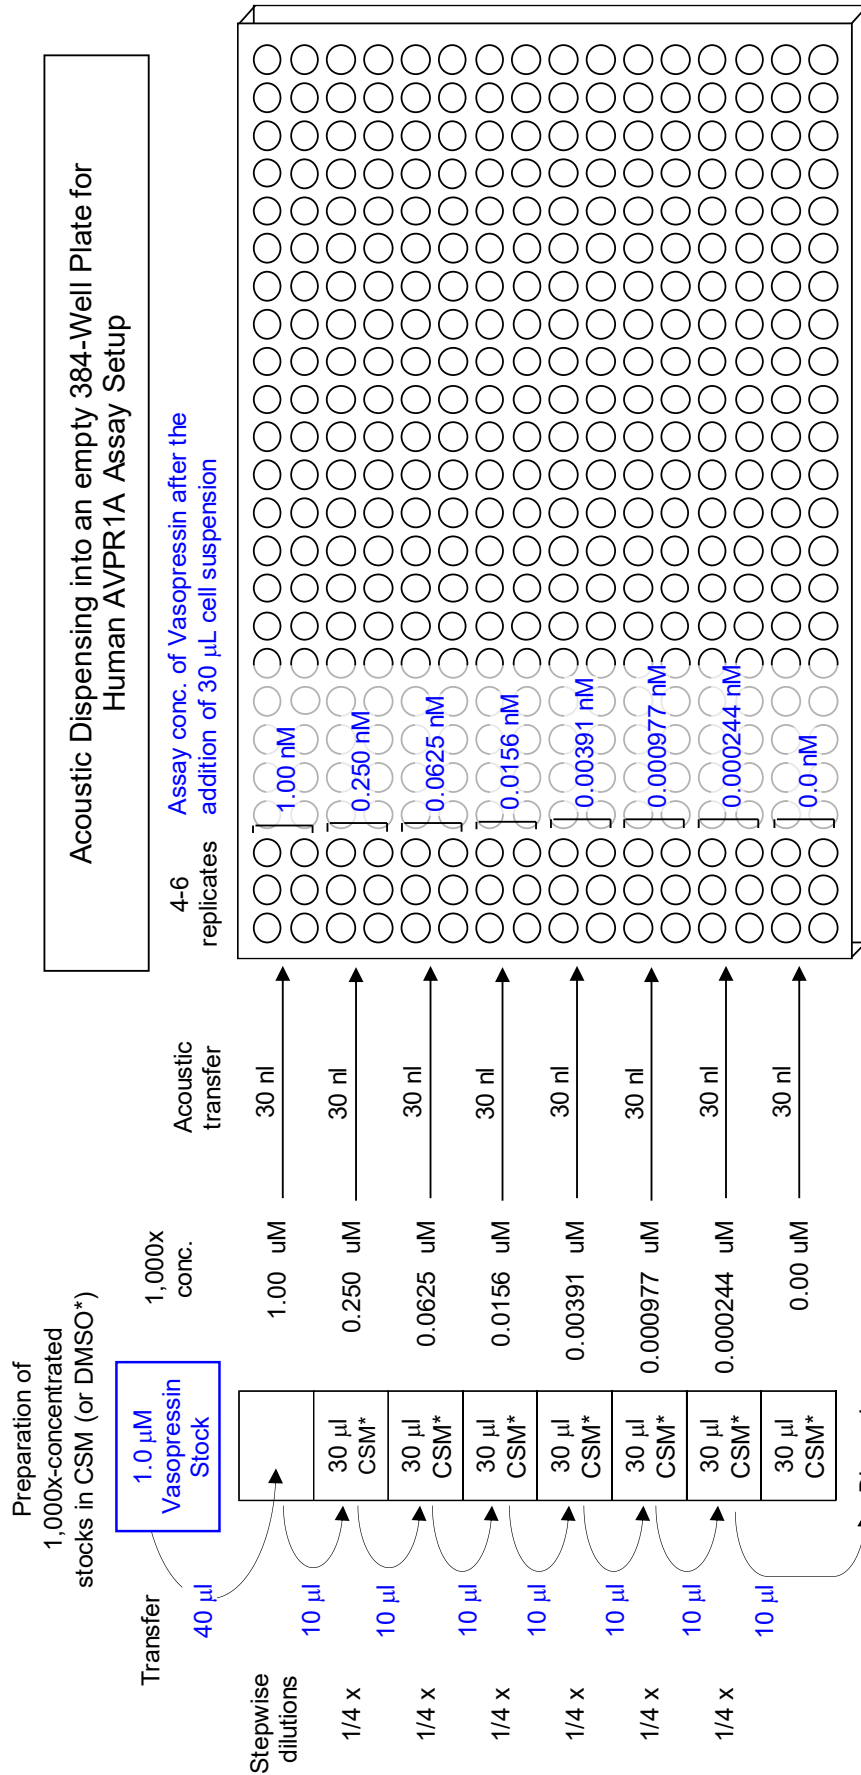 Acoustic Dispensing into an empty 384-Well Plate for
Human AVPR1A Assay Setup
Preparation of
1,000x-concentrated
stocks in CSM (or DMSO*)
Transfer
1.0 μM
Vasopressin
Stock
1,000x
conc.
Acoustic
transfer
4-6
replicates
Assay conc. of Vasopressin after the
addition of 30 μL cell suspension
Stepwise
dilutions
40 μl
1.00 uM
30 nl
1.00 nM
10 μl
1/4 x
30 μl
CSM*
0.250 uM
30 nl
0.250 nM
10 μl
1/4 x
30 μl
CSM*
0.0625 uM
30 nl
0.0625 nM
10 μl
1/4 x
30 μl
CSM*
0.0156 uM
30 nl
0.0156 nM
10 μl
1/4 x
30 μl
CSM*
0.00391 uM
30 nl
0.00391 nM
10 μl
1/4 x
30 μl
CSM*
0.000977 uM
30 nl
0.000977 nM
10 μl
1/4 x
30 μl
CSM*
0.000244 uM
30 nl
0.000244 nM
10 μl
30 μl
CSM*
0.00 uM
30 nl
0.0 nM